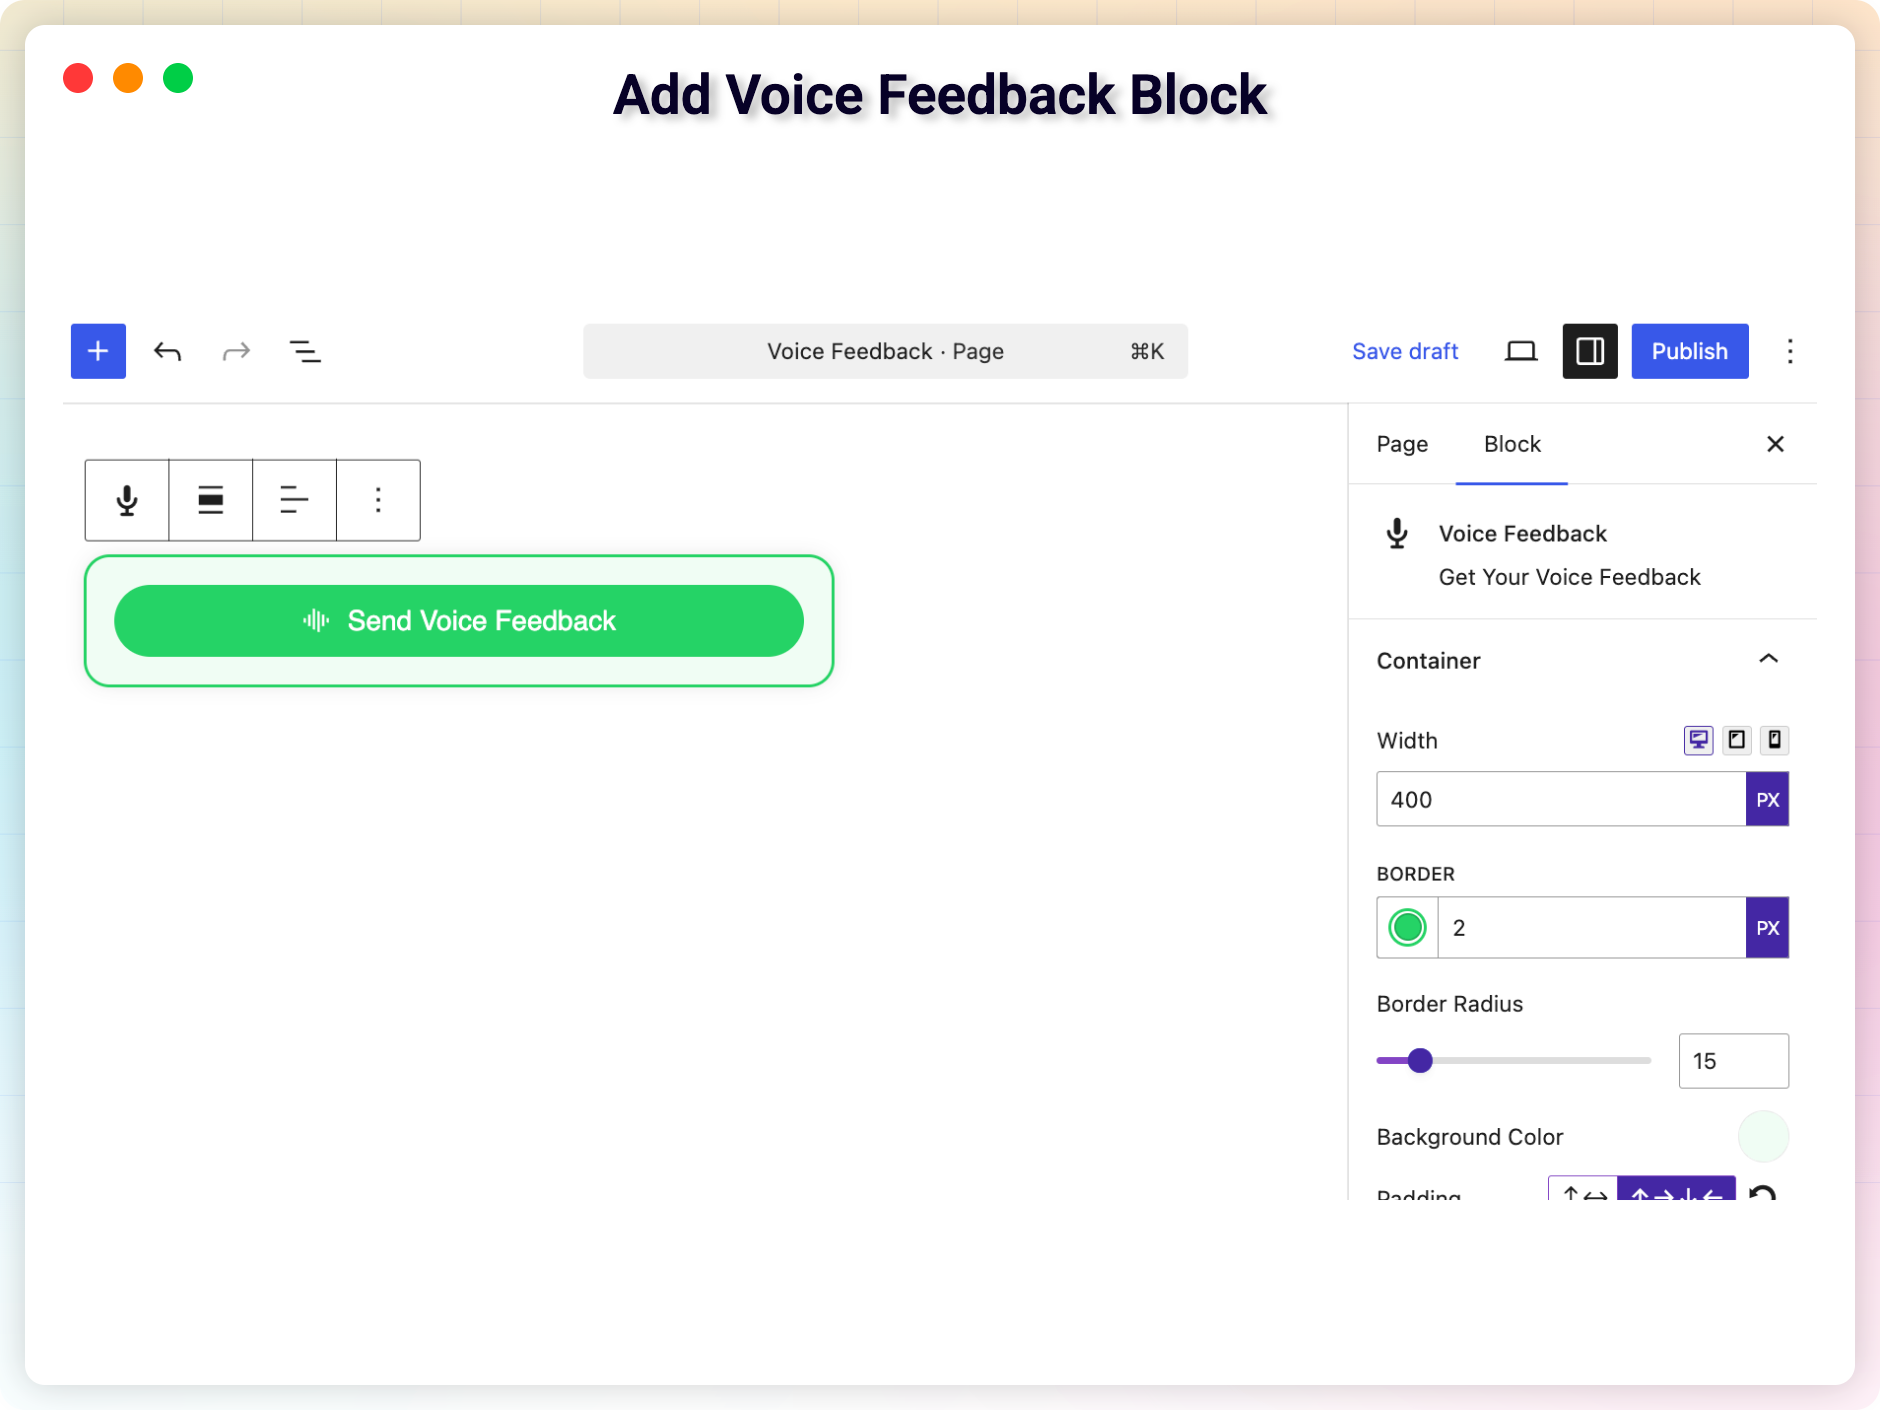 Add Voice Feedback Block
Voice Feedback · Page ⌘K
Save draft
Publish
Page Block
Voice Feedback
Get Your Voice Feedback
Send Voice Feedback
Container
Width
400 PX
BORDER
2 PX
Border Radius
15
Background Color
Padding